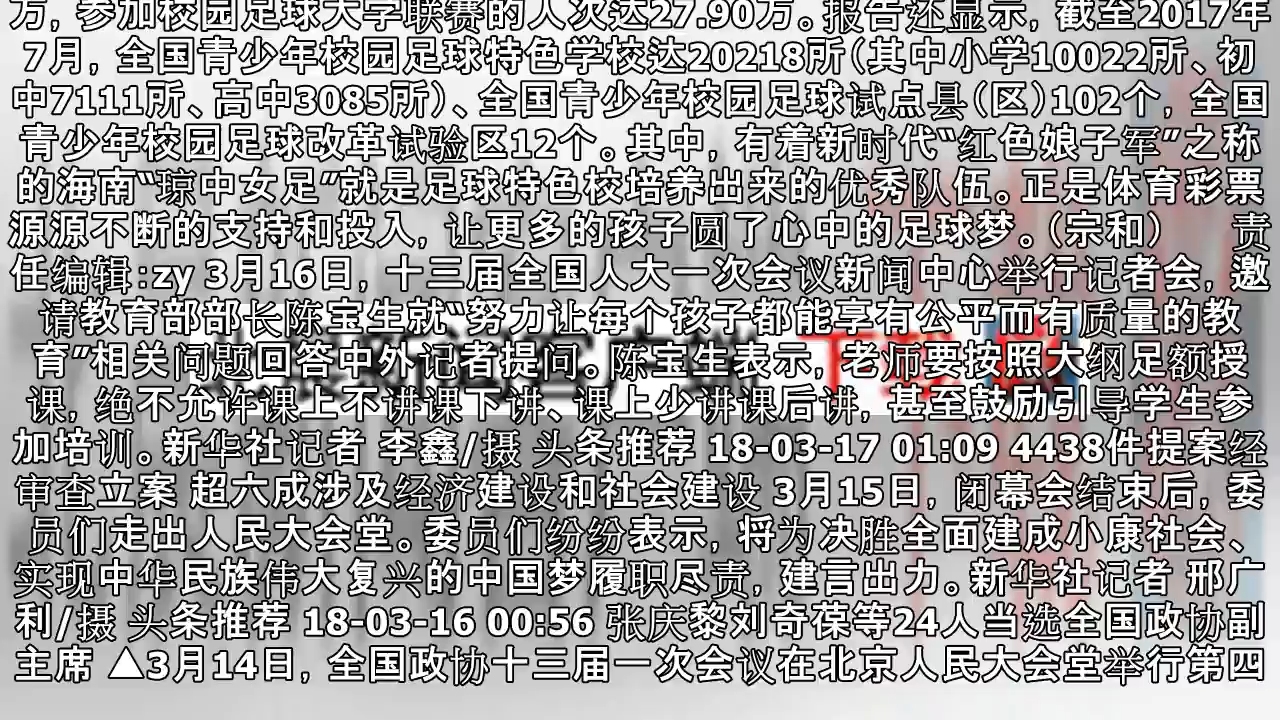 万，参加校园足球大学联赛的人次达27.90万。报告还显示，截至2017年
7月，全国青少年校园足球特色学校达20218所（其中小学10022所、初
中7111所、高中3085所）、全国青少年校园足球试点县（区）102个，全国
青少年校园足球改革试验区12个。其中，有着新时代“红色娘子军”之称
的海南“琼中女足”就是足球特色校培养出来的优秀队伍。正是体育彩票
源源不断的支持和投入，让更多的孩子圆了心中的足球梦。（宗和） 责
任编辑：zy 3月16日，十三届全国人大一次会议新闻中心举行记者会，邀
请教育部部长陈宝生就“努力让每个孩子都能享有公平而有质量的教
育”相关问题回答中外记者提问。陈宝生表示，老师要按照大纲足额授
课，绝不允许课上不讲课下讲、课上少讲课后讲，甚至鼓励引导学生参
加培训。新华社记者 李鑫/摄 头条推荐 18-03-17 01:09 4438件提案经
审查立案 超六成涉及经济建设和社会建设 3月15日，闭幕会结束后，委
员们走出人民大会堂。委员们纷纷表示，将为决胜全面建成小康社会、
实现中华民族伟大复兴的中国梦履职尽责，建言出力。新华社记者 邢广
利/摄 头条推荐 18-03-16 00:56 张庆黎刘奇葆等24人当选全国政协副
主席 ▲3月14日，全国政协十三届一次会议在北京人民大会堂举行第四